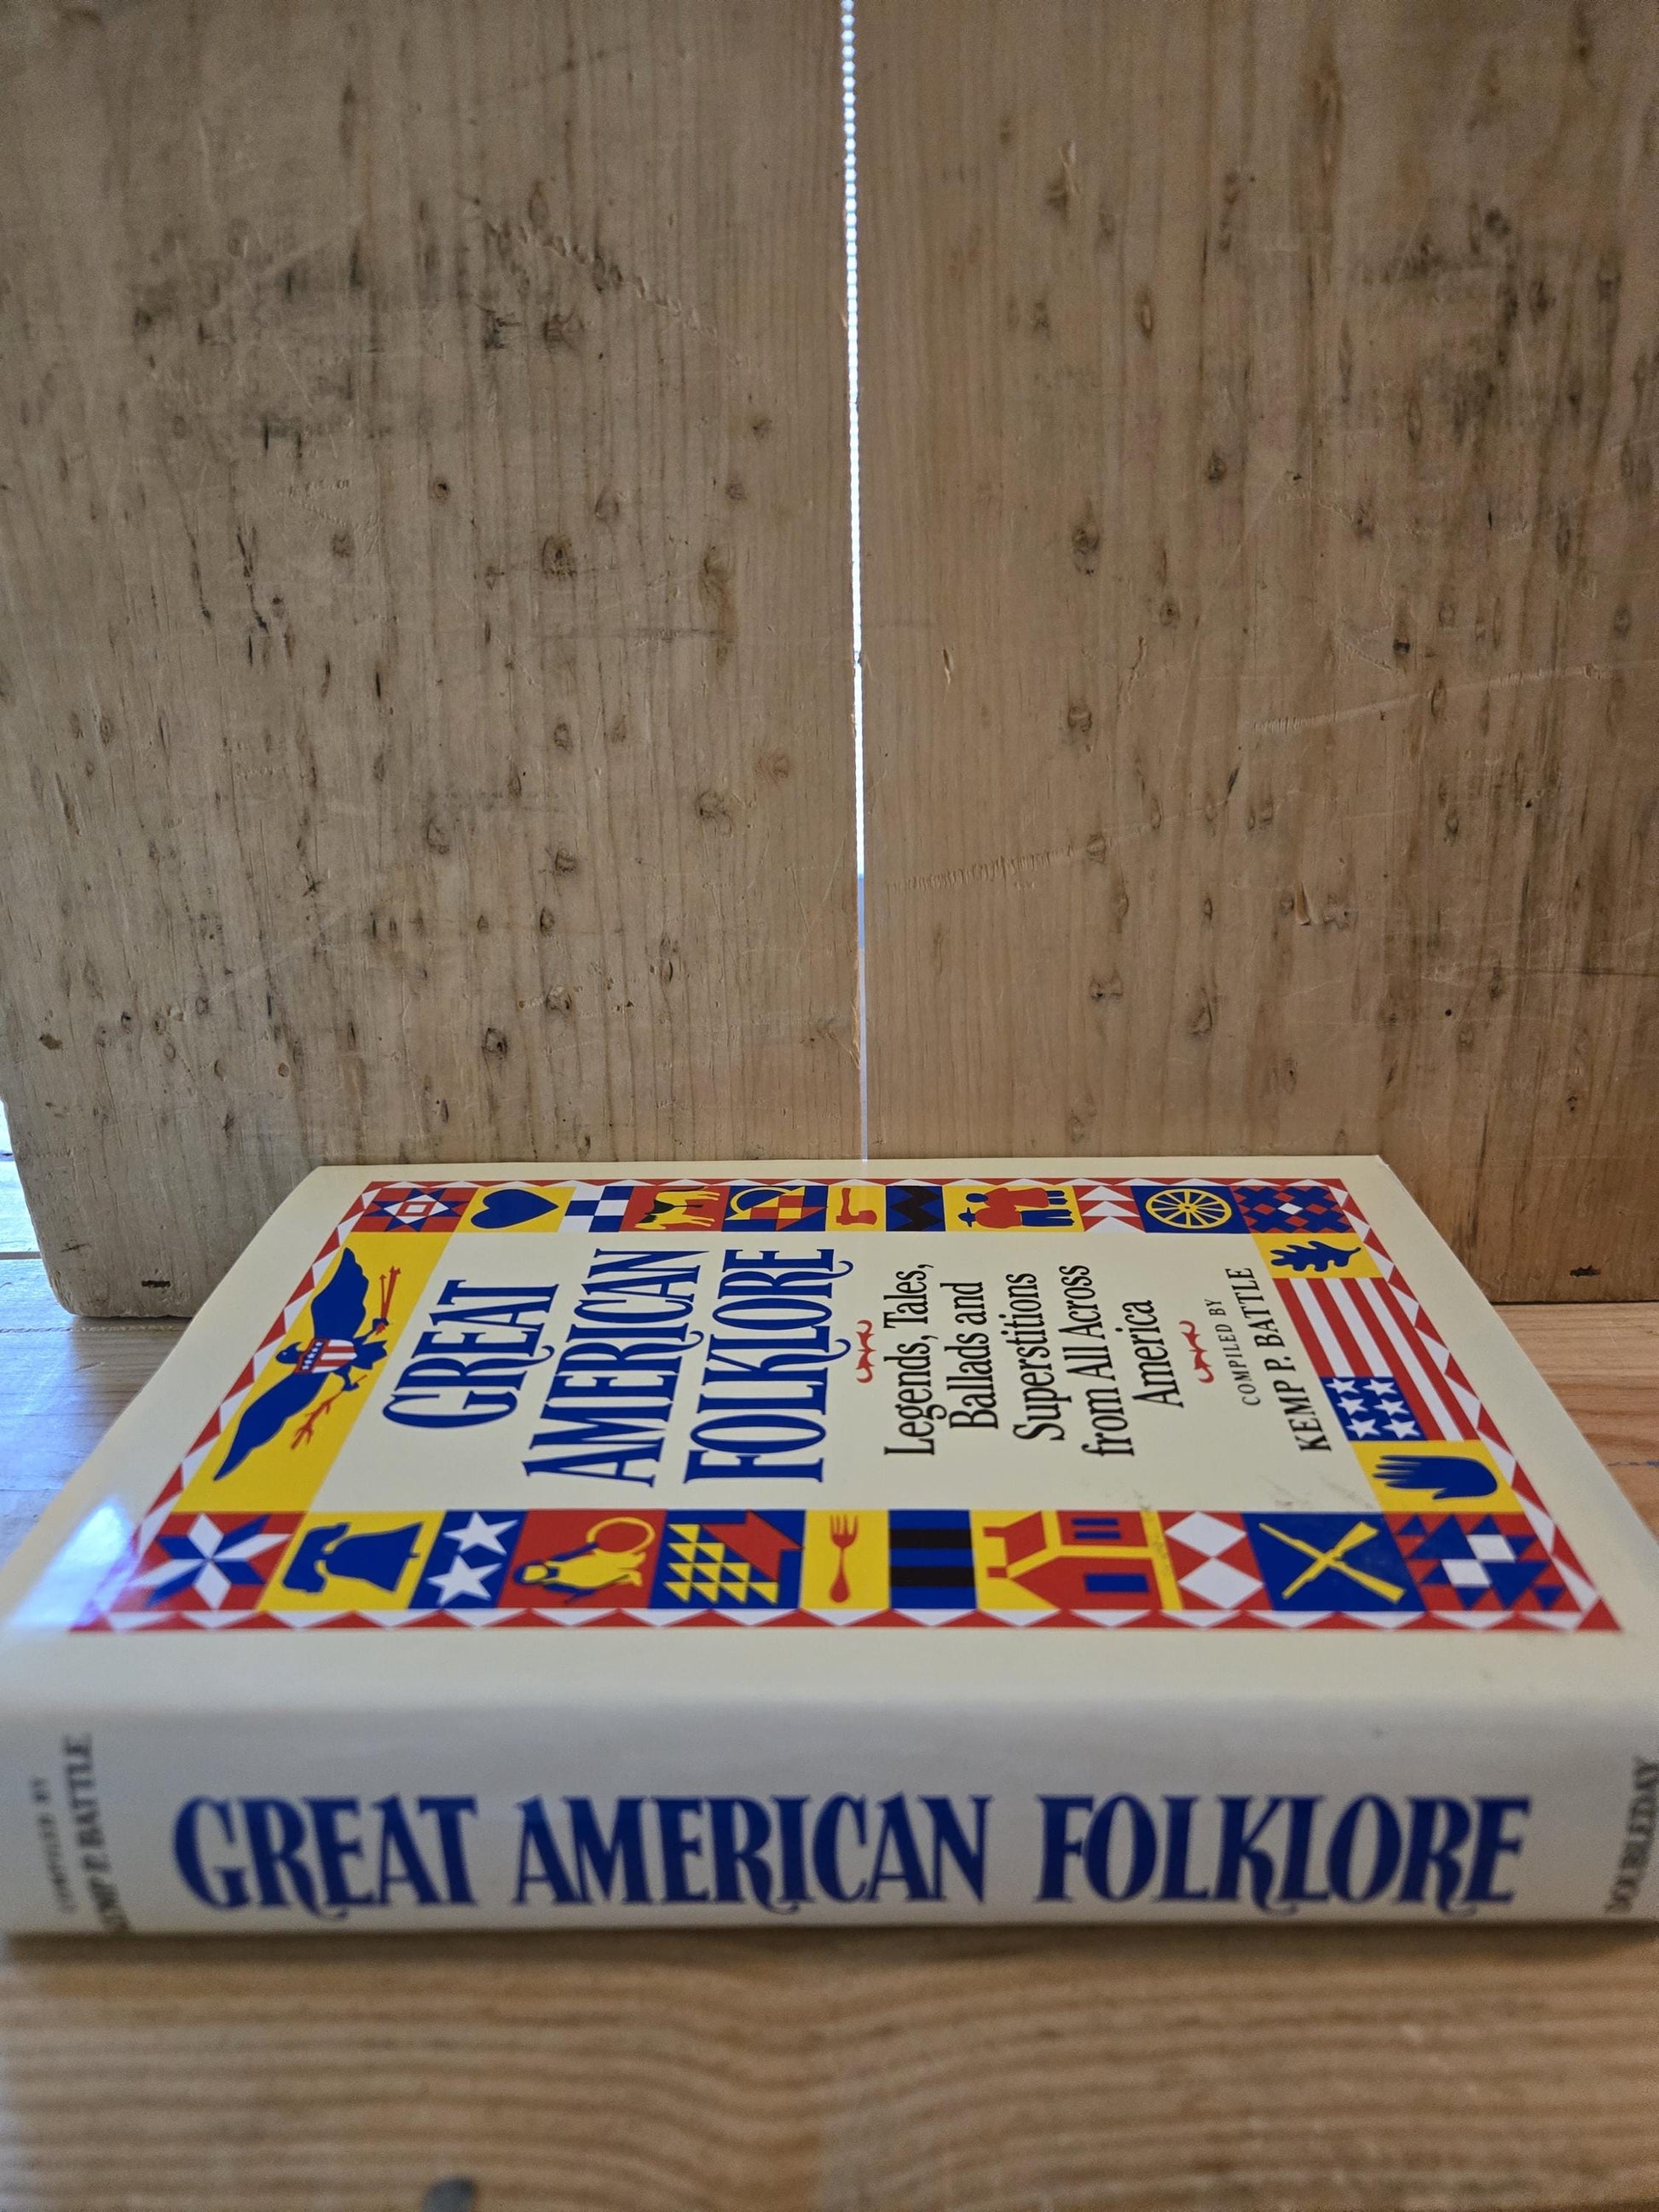 GREAT
AMERICAN
FOLKLORE
Legends, Tales,
Ballads and
Superstitions
from All Across
America
COMPILED BY
KEMP P. BATTLE
COMPILED BY
KEMP P. BATTLE
GREAT AMERICAN FOLKLORE
DOUBLEDAY